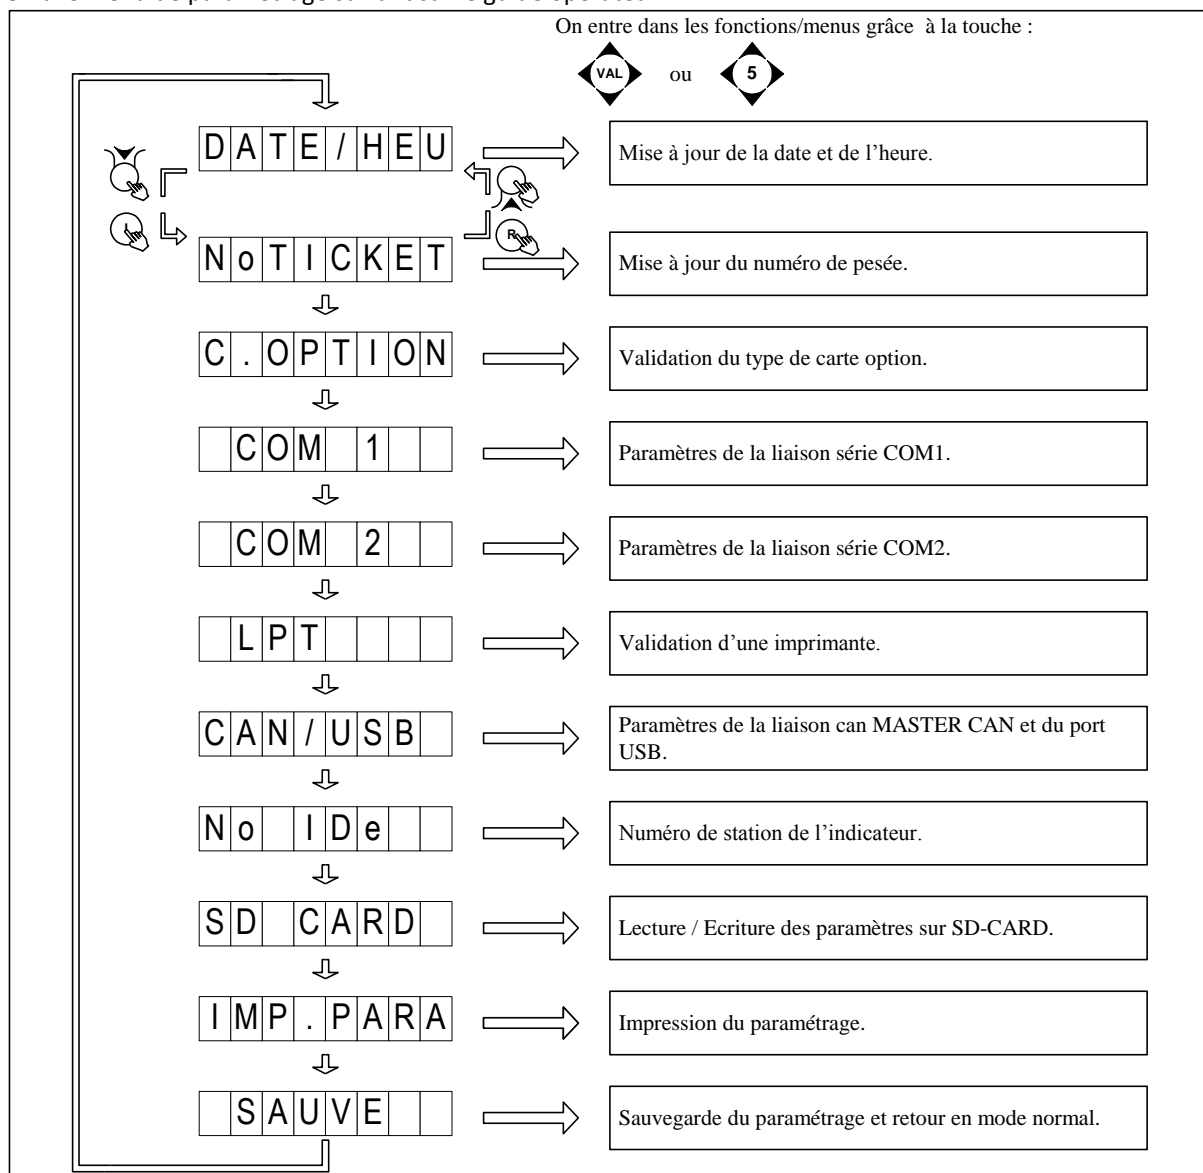 On entre dans les fonctions/menus grâce à la touche :
VAL ou 5
DATE/HEU
Mise à jour de la date et de l'heure.
R
NoTICKET
Mise à jour du numéro de pesée.
C.OPTION
Validation du type de carte option.
COM 1
Paramètres de la liaison série COM1.
COM 2
Paramètres de la liaison série COM2.
LPT
Validation d'une imprimante.
CAN/USB
Paramètres de la liaison can MASTER CAN et du port
USB.
No IDe
Numéro de station de l'indicateur.
SD CARD
Lecture / Ecriture des paramètres sur SD-CARD.
IMP.PARA
Impression du paramétrage.
SAUVE
Sauvegarde du paramétrage et retour en mode normal.